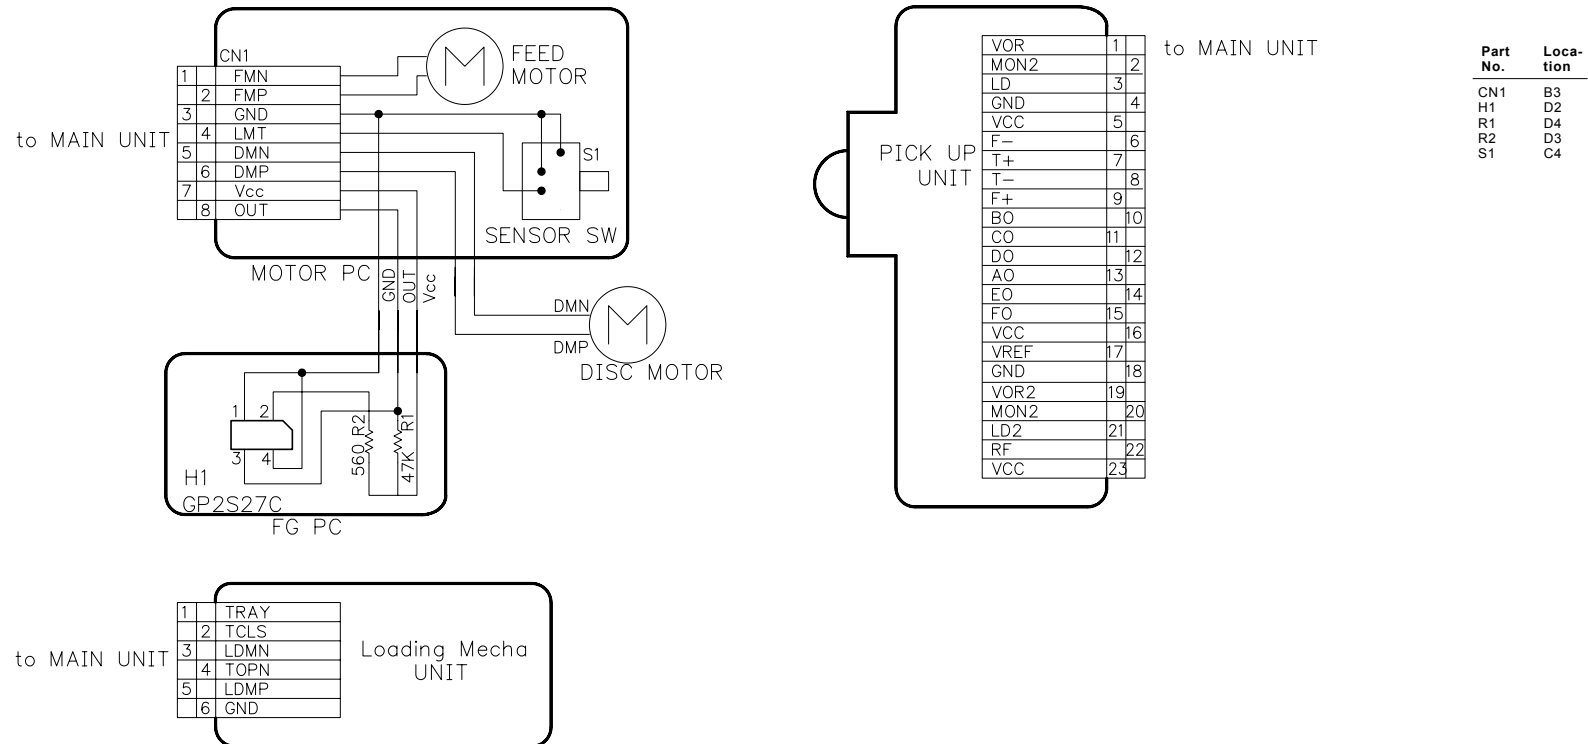 CN1
1 FMN
2 FMP
3 GND
4 LMT
5 DMN
6 DMP
7 Vcc
8 OUT
to MAIN UNIT
FEED
MOTOR
S1
SENSOR SW
MOTOR PC
GND
OUT
Vcc
DMN
DMP
DISC MOTOR
1 2
3 4
560 R2
47K R1
H1
GP2S27C
FG PC
to MAIN UNIT
1 TRAY
2 TCLS
3 LDMN
4 TOPN
5 LDMP
6 GND
Loading Mecha
UNIT
PICK UP
UNIT
VOR 1
MON2 2
LD 3
GND 4
VCC 5
F- 6
T+ 7
T- 8
F+ 9
BO 10
CO 11
DO 12
AO 13
EO 14
FO 15
VCC 16
VREF 17
GND 18
VOR2 19
MON2 20
LD2 21
RF 22
VCC 23
to MAIN UNIT
Part Loca-
No. tion
CN1 B3
H1 D2
R1 D4
R2 D3
S1 C4